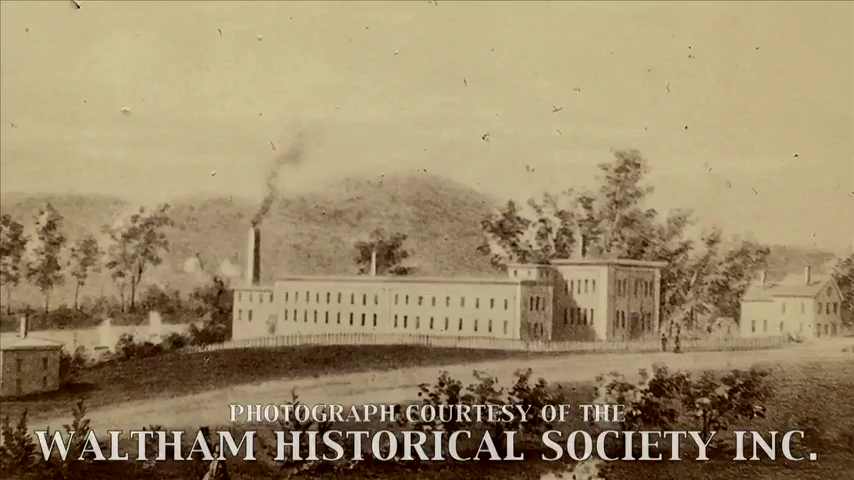 PHOTOGRAPH COURTESY OF THE
WALTHAM HISTORICAL SOCIETY INC.